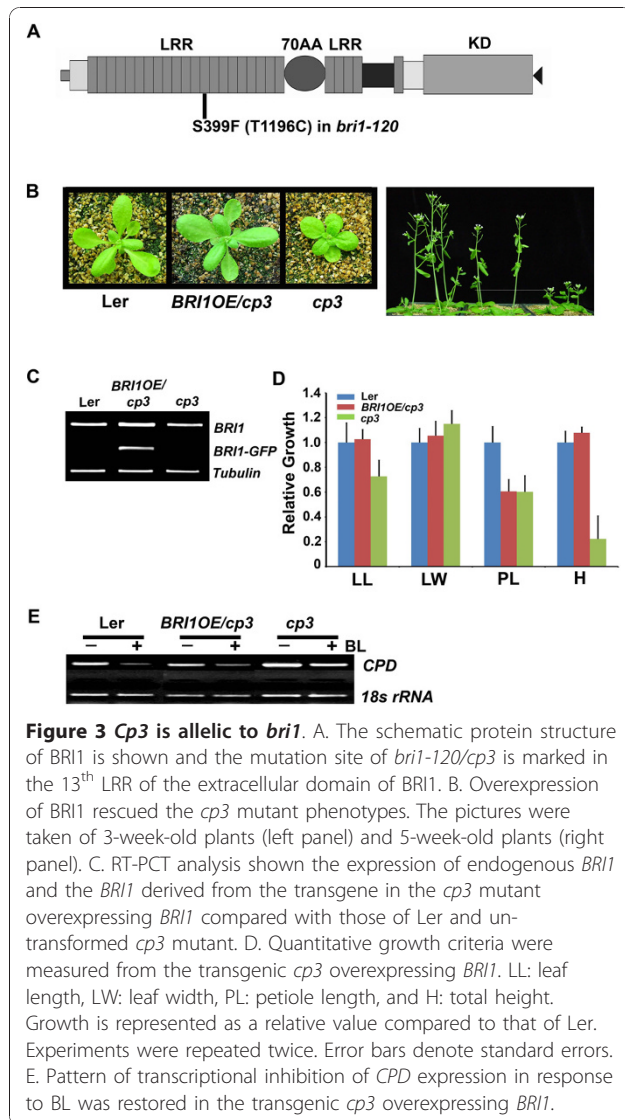 A
LRR 70AA LRR KD
S399F (T1196C) in bri1-120
B
Ler BRI1OE/cp3 cp3
C
BRI1OE/
Ler cp3 cp3
BRI1
BRI1-GFP
Tubulin
D
Relative Growth
1.4
1.2
1.0
0.8
0.6
0.4
0.2
0
Ler
BRI1OE/cp3
cp3
LL LW PL H
E
Ler BRI1OE/cp3 cp3
– + – + – + BL
CPD
18s rRNA
Figure 3 Cp3 is allelic to bri1. A. The schematic protein structure
of BRI1 is shown and the mutation site of bri1-120/cp3 is marked in
the 13th LRR of the extracellular domain of BRI1. B. Overexpression
of BRI1 rescued the cp3 mutant phenotypes. The pictures were
taken of 3-week-old plants (left panel) and 5-week-old plants (right
panel). C. RT-PCT analysis shown the expression of endogenous BRI1
and the BRI1 derived from the transgene in the cp3 mutant
overexpressing BRI1 compared with those of Ler and un-
transformed cp3 mutant. D. Quantitative growth criteria were
measured from the transgenic cp3 overexpressing BRI1. LL: leaf
length, LW: leaf width, PL: petiole length, and H: total height.
Growth is represented as a relative value compared to that of Ler.
Experiments were repeated twice. Error bars denote standard errors.
E. Pattern of transcriptional inhibition of CPD expression in response
to BL was restored in the transgenic cp3 overexpressing BRI1.